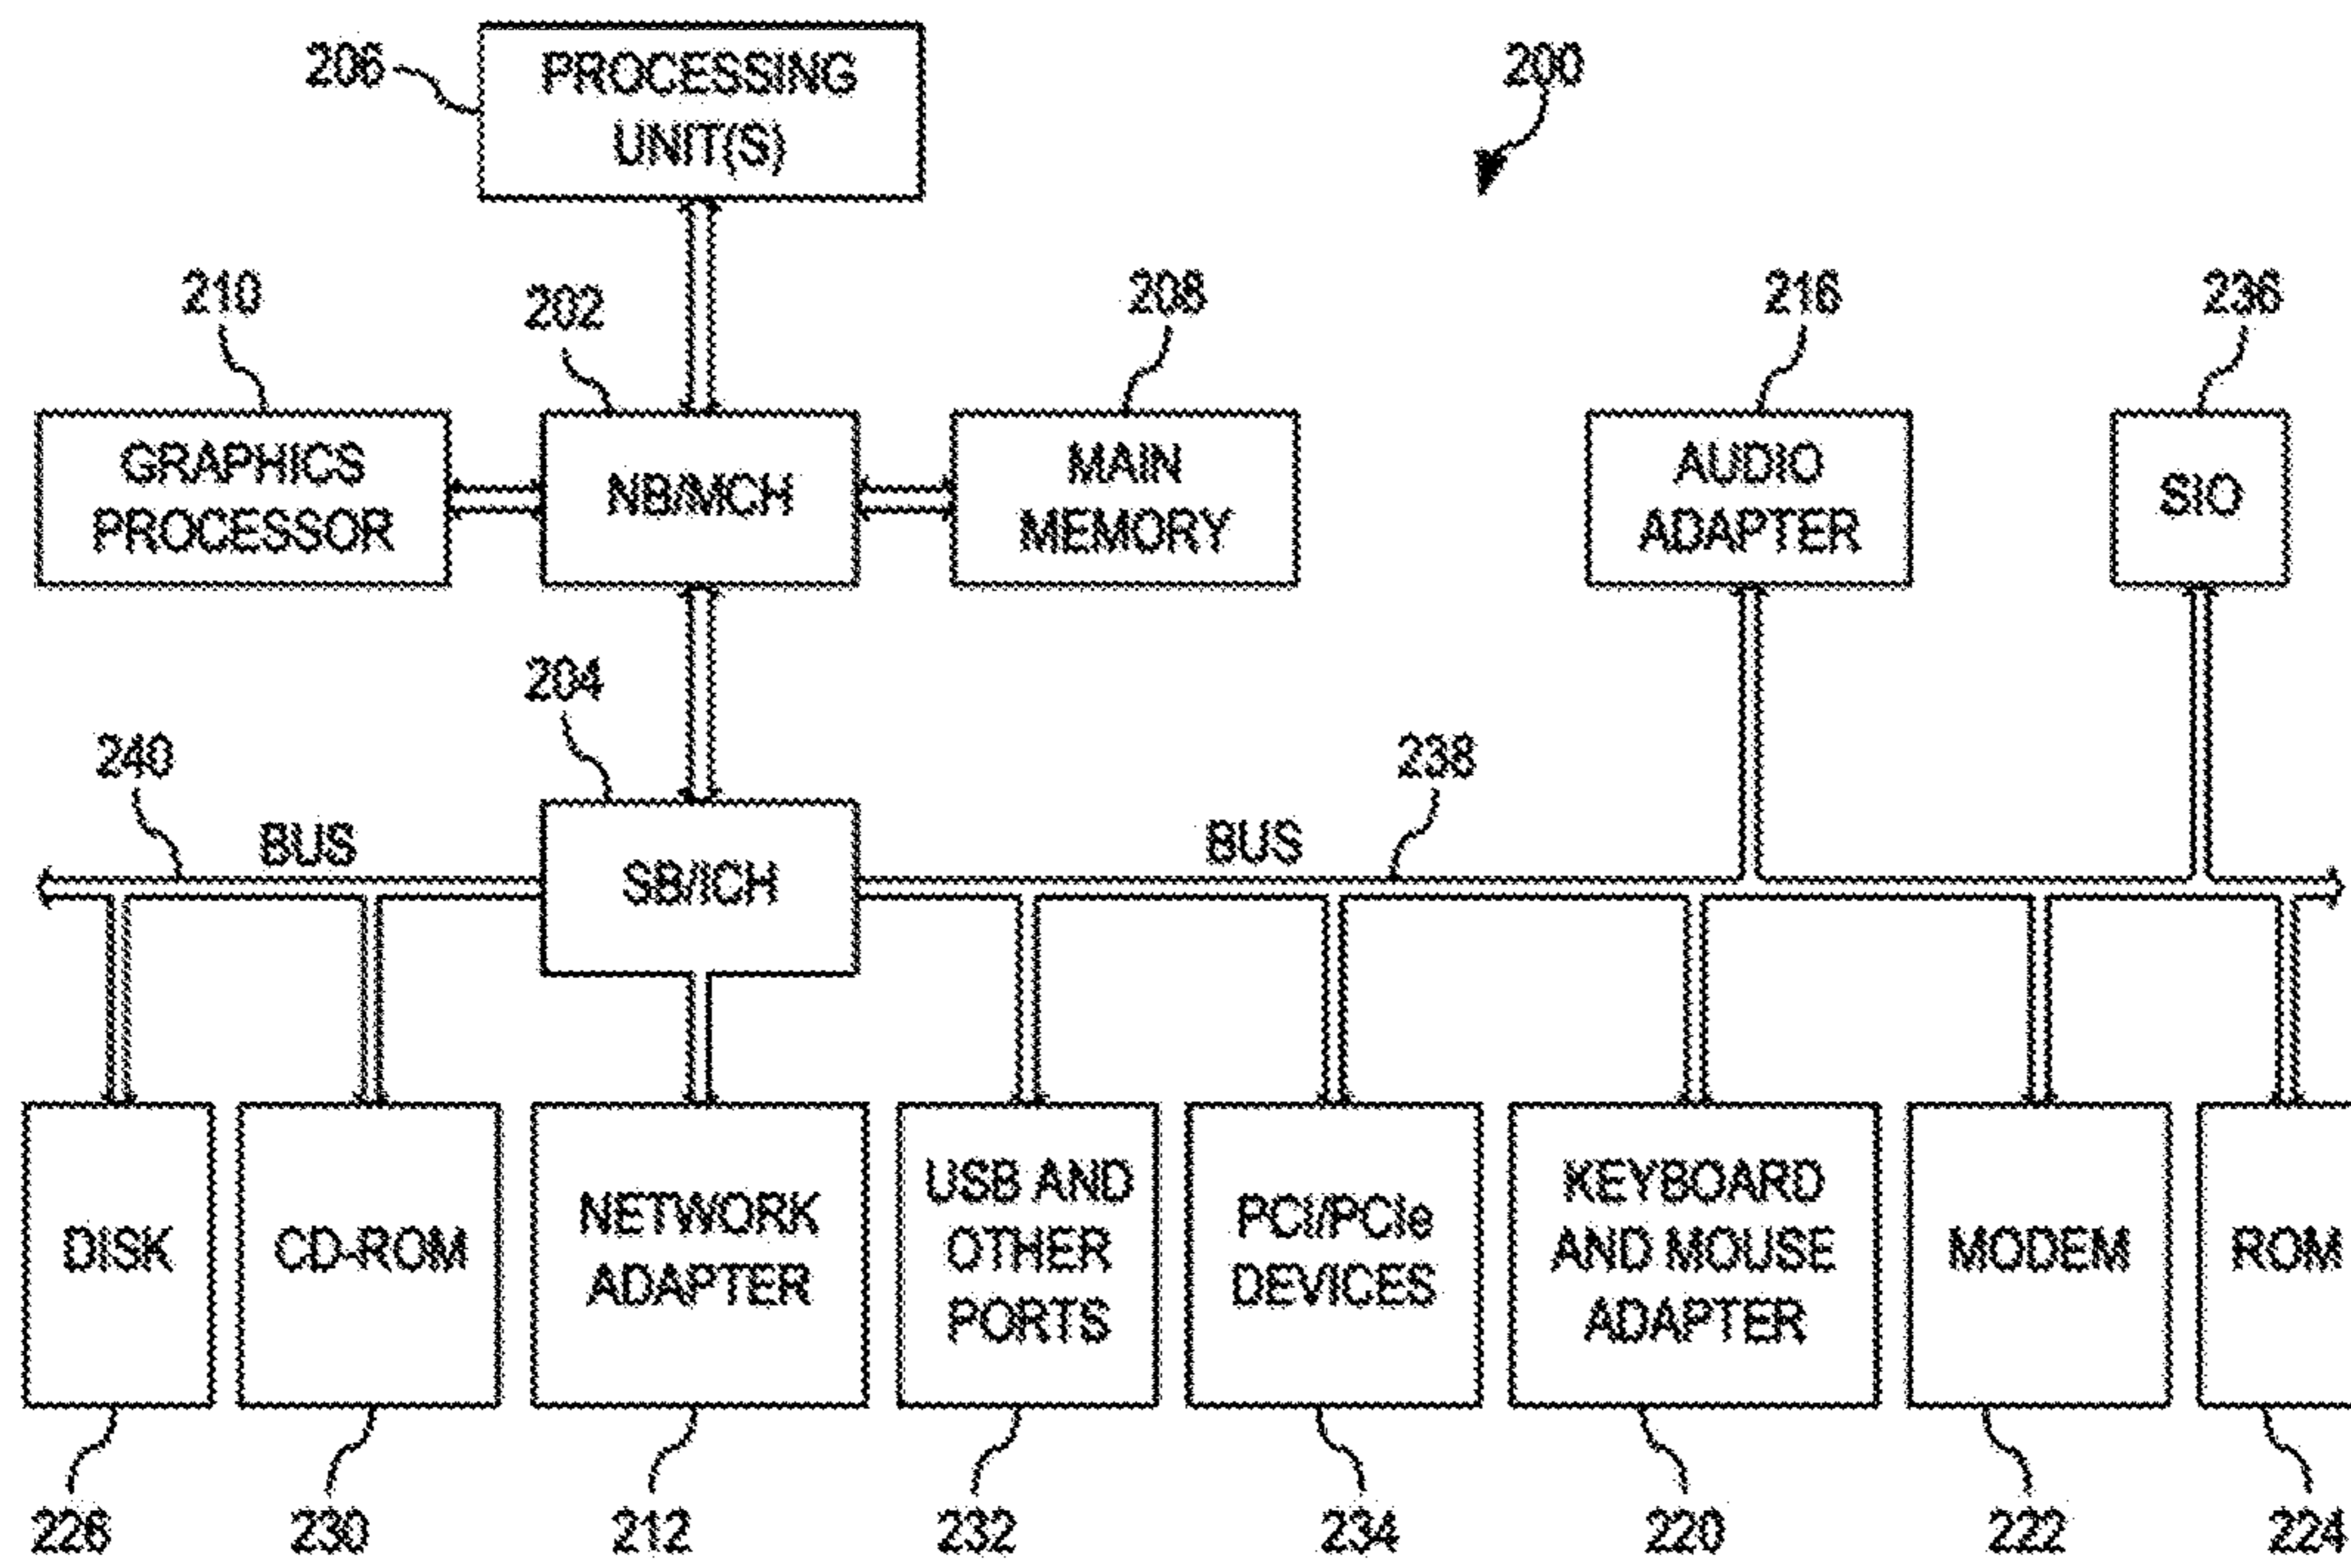 206
PROCESSING
UNIT(S)
200
210
202
208
216
236
GRAPHICS
PROCESSOR
NB/MCH
MAIN
MEMORY
AUDIO
ADAPTER
SIO
204
240
238
BUS
SB/ICH
BUS
DISK
CD-ROM
NETWORK
ADAPTER
USB AND
OTHER
PORTS
PCI/PCIe
DEVICES
KEYBOARD
AND MOUSE
ADAPTER
MODEM
ROM
226
230
212
232
234
220
222
224